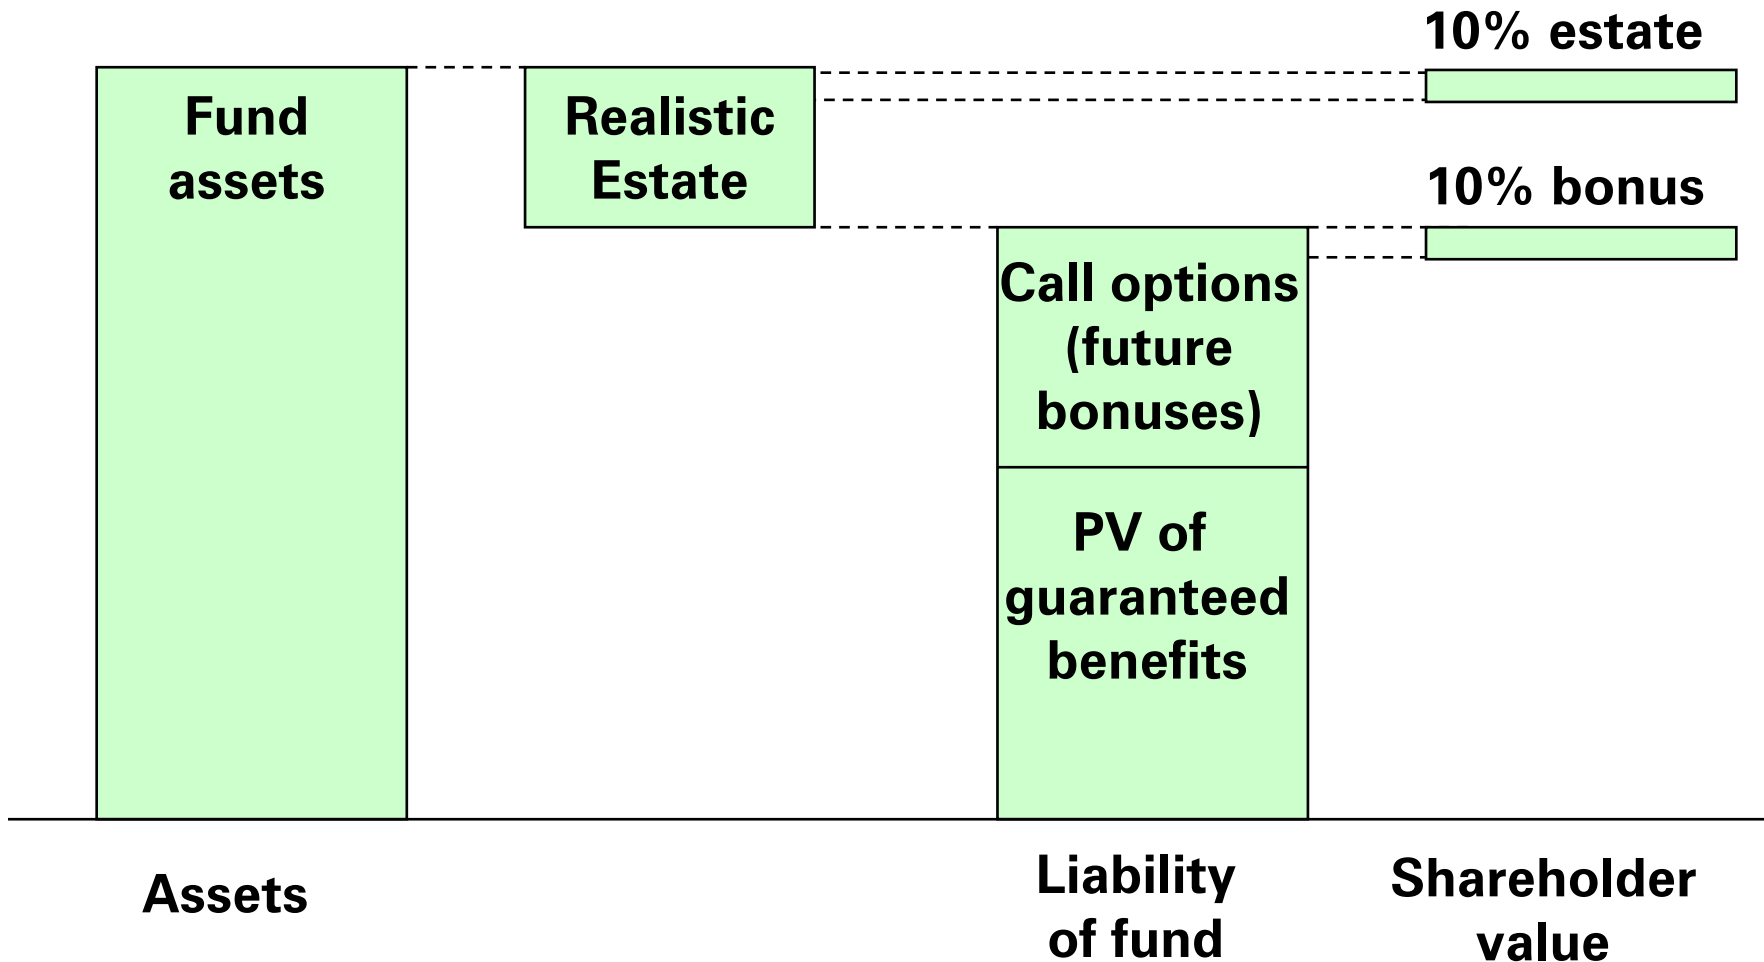 10% estate
Fund
assets
Realistic
Estate
10% bonus
Call options
(future
bonuses)
PV of
guaranteed
benefits
Assets
Liability
of fund
Shareholder
value